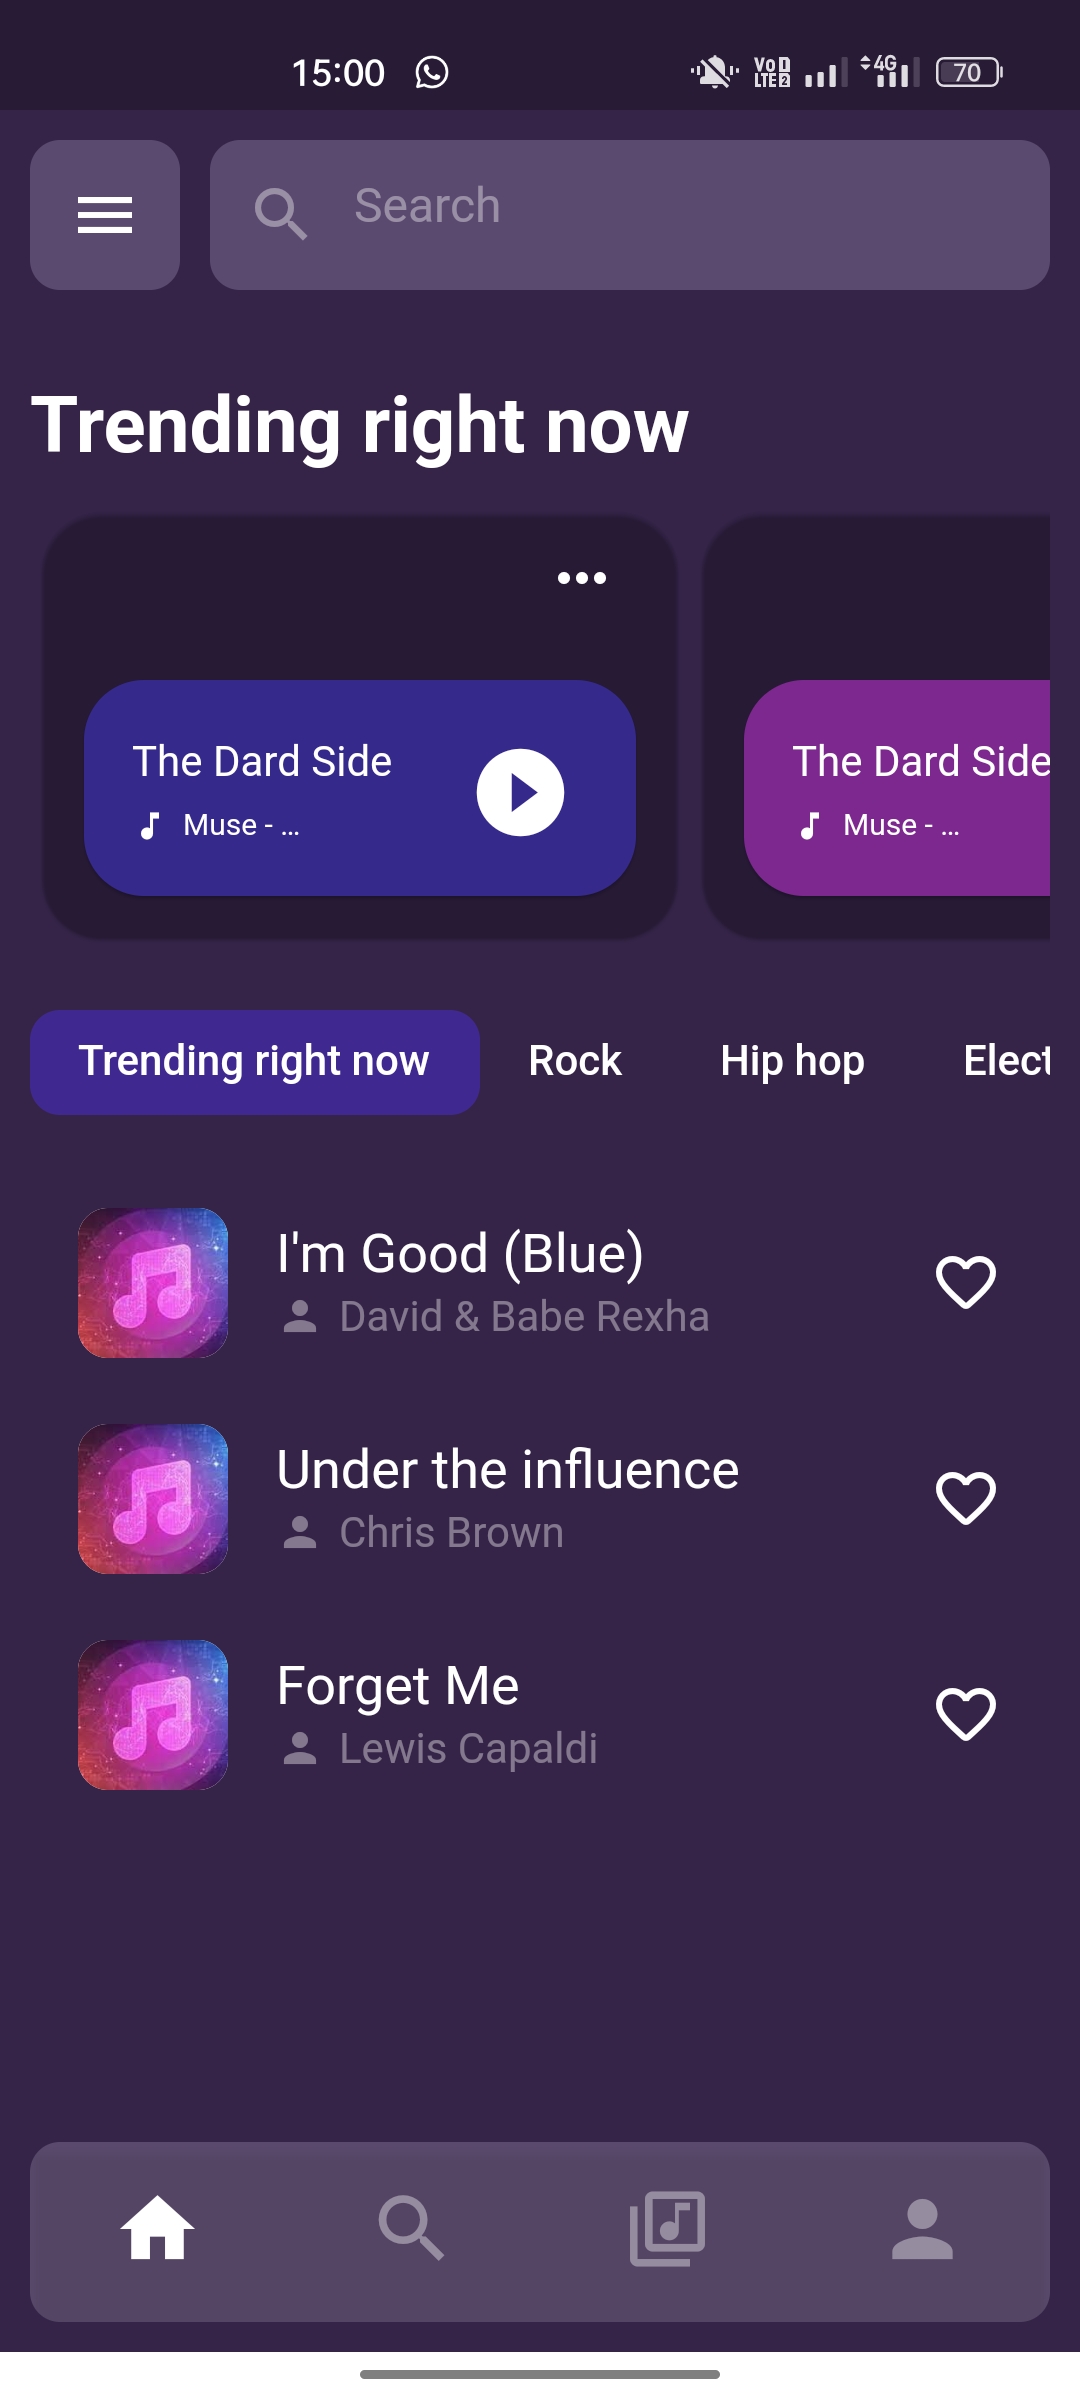 15:00
VoD LTE 2
4G
70
Search
Trending right now
The Dard Side
Muse - ...
The Dard Side
Muse - ...
Trending right now
Rock
Hip hop
Elect
I'm Good (Blue)
David & Babe Rexha
Under the influence
Chris Brown
Forget Me
Lewis Capaldi